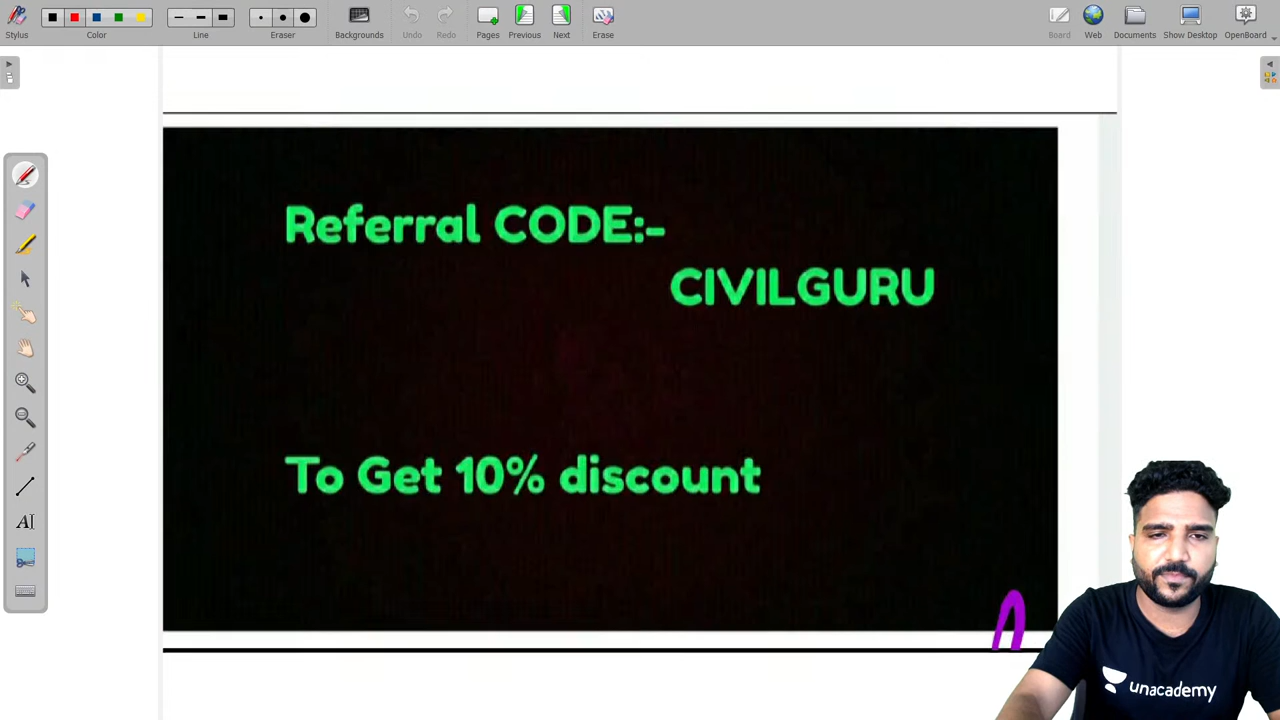 Stylus
Color
Line
Eraser
Backgrounds
Undo
Redo
Pages
Previous
Next
Erase
Board
Web
Documents
Show Desktop
OpenBoard
Referral CODE:-
CIVILGURU
To Get 10% discount
unacademy
AI